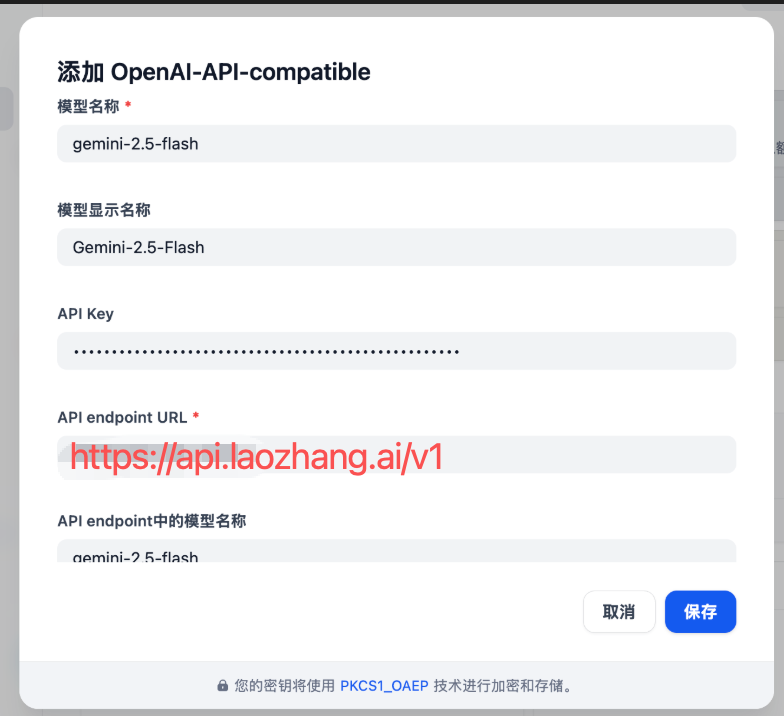 添加 OpenAI-API-compatible
模型名称 *
gemini-2.5-flash
模型显示名称
Gemini-2.5-Flash
API Key
API endpoint URL *
https://api.laozhang.ai/v1
API endpoint中的模型名称
gemini-2.5-flash
取消
保存
您的密钥将使用 PKCS1_OAEP 技术进行加密和存储。